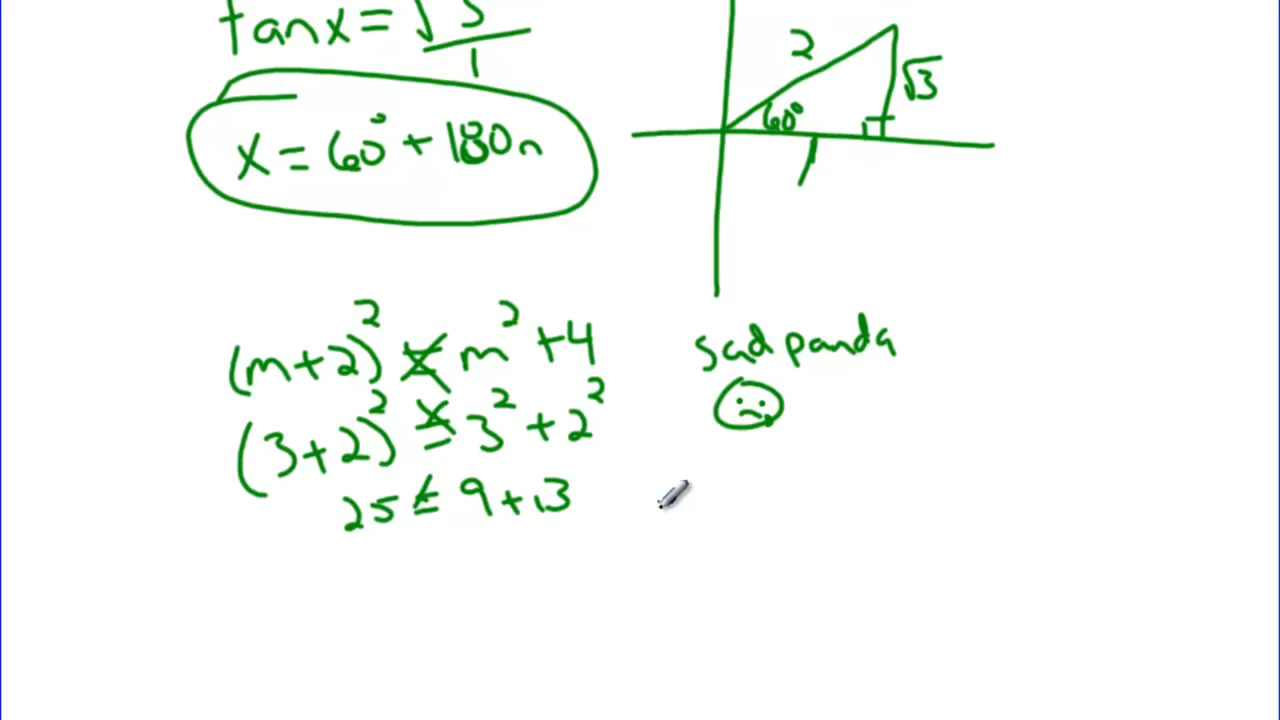 tan x = √3/1
x = 60° + 180n
2
√3
60°
1
(m+2)² ≠ m² + 4
(3+2)² ≠ 3² + 2²
25 ≠ 9 + 13
sad panda